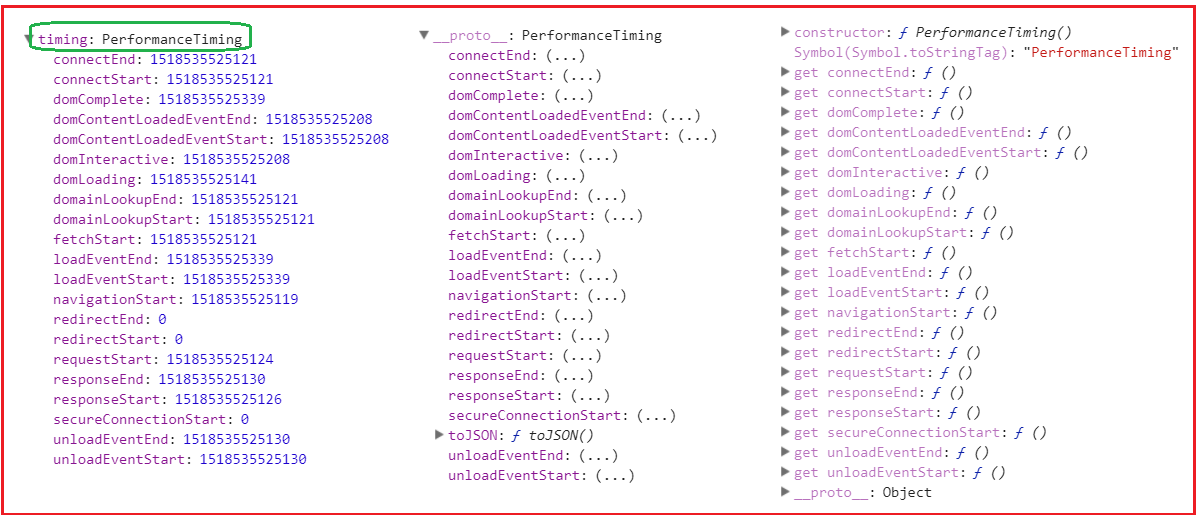 timing: PerformanceTiming
connectEnd: 1518535525121
connectStart: 1518535525121
domComplete: 1518535525339
domContentLoadedEventEnd: 1518535525208
domContentLoadedEventStart: 1518535525208
domInteractive: 1518535525208
domLoading: 1518535525141
domainLookupEnd: 1518535525121
domainLookupStart: 1518535525121
fetchStart: 1518535525121
loadEventEnd: 1518535525339
loadEventStart: 1518535525339
navigationStart: 1518535525119
redirectEnd: 0
redirectStart: 0
requestStart: 1518535525124
responseEnd: 1518535525130
responseStart: 1518535525126
secureConnectionStart: 0
unloadEventEnd: 1518535525130
unloadEventStart: 1518535525130
__proto__: PerformanceTiming
connectEnd: (...)
connectStart: (...)
domComplete: (...)
domContentLoadedEventEnd: (...)
domContentLoadedEventStart: (...)
domInteractive: (...)
domLoading: (...)
domainLookupEnd: (...)
domainLookupStart: (...)
fetchStart: (...)
loadEventEnd: (...)
loadEventStart: (...)
navigationStart: (...)
redirectEnd: (...)
redirectStart: (...)
requestStart: (...)
responseEnd: (...)
responseStart: (...)
secureConnectionStart: (...)
toJSON: ƒ toJSON()
unloadEventEnd: (...)
unloadEventStart: (...)
constructor: ƒ PerformanceTiming()
Symbol(Symbol.toStringTag): "PerformanceTiming"
get connectEnd: ƒ ()
get connectStart: ƒ ()
get domComplete: ƒ ()
get domContentLoadedEventEnd: ƒ ()
get domContentLoadedEventStart: ƒ ()
get domInteractive: ƒ ()
get domLoading: ƒ ()
get domainLookupEnd: ƒ ()
get domainLookupStart: ƒ ()
get fetchStart: ƒ ()
get loadEventEnd: ƒ ()
get loadEventStart: ƒ ()
get navigationStart: ƒ ()
get redirectEnd: ƒ ()
get redirectStart: ƒ ()
get requestStart: ƒ ()
get responseEnd: ƒ ()
get responseStart: ƒ ()
get secureConnectionStart: ƒ ()
get unloadEventEnd: ƒ ()
get unloadEventStart: ƒ ()
__proto__: Object